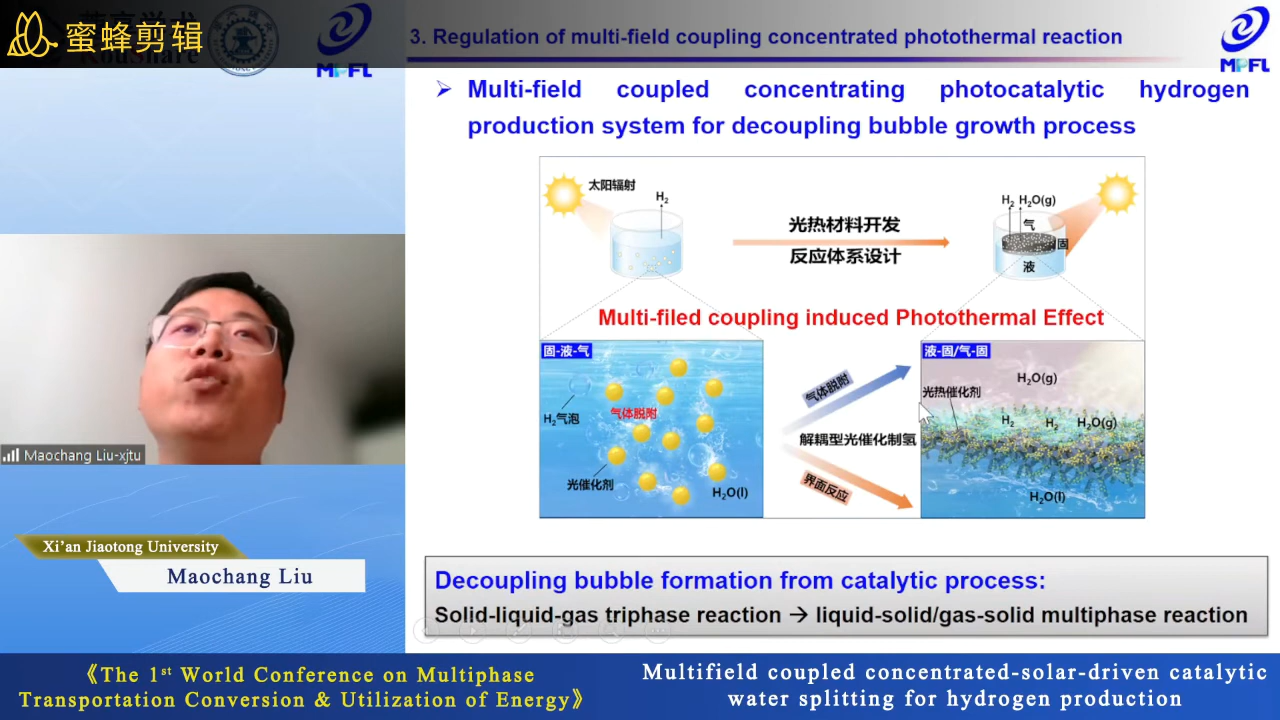 蜜蜂剪辑
MPFL
3. Regulation of multi-field coupling concentrated photothermal reaction
MPFL
➢ Multi-field coupled concentrating photocatalytic hydrogen
production system for decoupling bubble growth process
太阳辐射
H₂
光热材料开发
反应体系设计
H₂ H₂O(g)
气
固
液
Multi-filed coupling induced Photothermal Effect
固-液-气
H₂气泡
气体脱附
光催化剂
H₂O(l)
气体脱附
解耦型光催化制氢
界面反应
液-固/气-固
H₂O(g)
光热催化剂
H₂
H₂
H₂O(g)
H₂O(l)
Maochang Liu-xjtu
Xi'an Jiaotong University
Maochang Liu
Decoupling bubble formation from catalytic process:
Solid-liquid-gas triphase reaction → liquid-solid/gas-solid multiphase reaction
《The 1st World Conference on Multiphase
Transportation Conversion & Utilization of Energy》
Multifield coupled concentrated-solar-driven catalytic
water splitting for hydrogen production